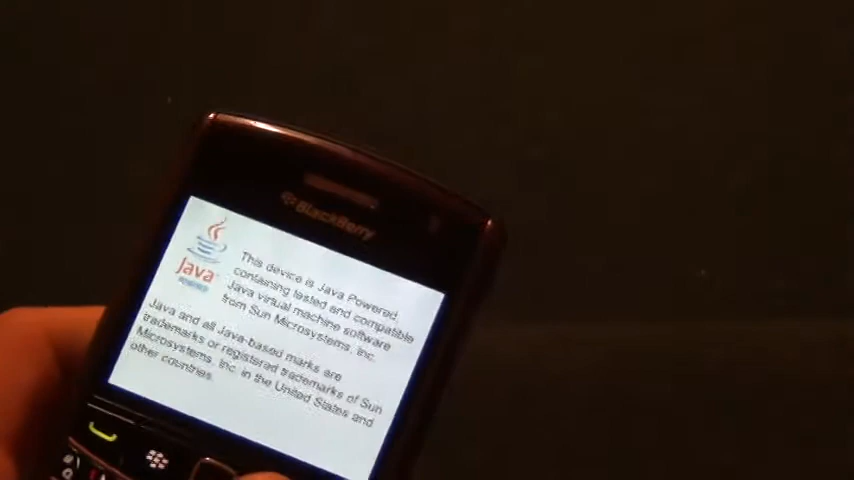 BlackBerry
Java
POWERED
This device is Java Powered,
containing tested and compatible
Java virtual machine software
from Sun Microsystems, Inc.
Java and all Java-based marks are
trademarks or registered trademarks of Sun
Microsystems, Inc. in the United States and
other countries.